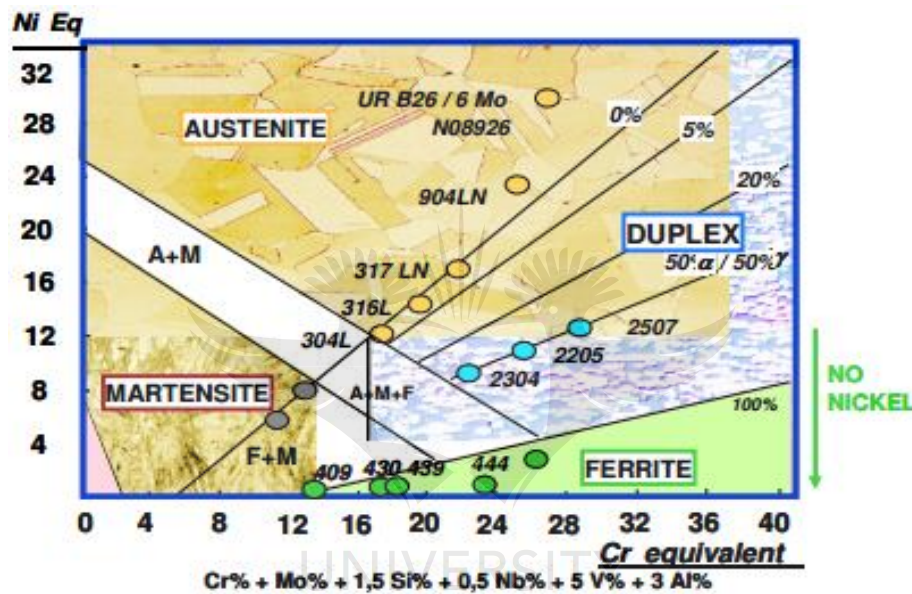 Ni Eq
32
28
24
20
16
12
8
4
UR B26 / 6 Mo
N08926
0%
5%
AUSTENITE
904LN
20%
DUPLEX
A+M
317 LN
50% α / 50% γ
316L
2507
304L
2205
2304
NO
NICKEL
MARTENSITE
A+M+F
100%
F+M
409
430
439
444
FERRITE
0 4 8 12 16 20 24 28 32 36 40
Cr equivalent
UNIVERSITY
Cr% + Mo% + 1,5 Si% + 0,5 Nb% + 5 V% + 3 Al%